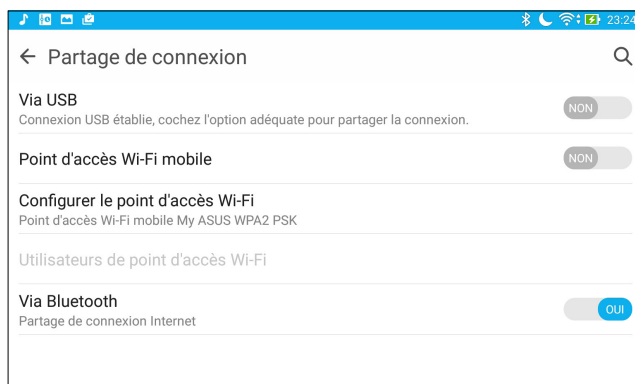 23:24
Partage de connexion
Via USB
NON
Connexion USB établie, cochez l'option adéquate pour partager la connexion.
Point d'accès Wi-Fi mobile
NON
Configurer le point d'accès Wi-Fi
Point d'accès Wi-Fi mobile My ASUS WPA2 PSK
Utilisateurs de point d'accès Wi-Fi
Via Bluetooth
OUI
Partage de connexion Internet